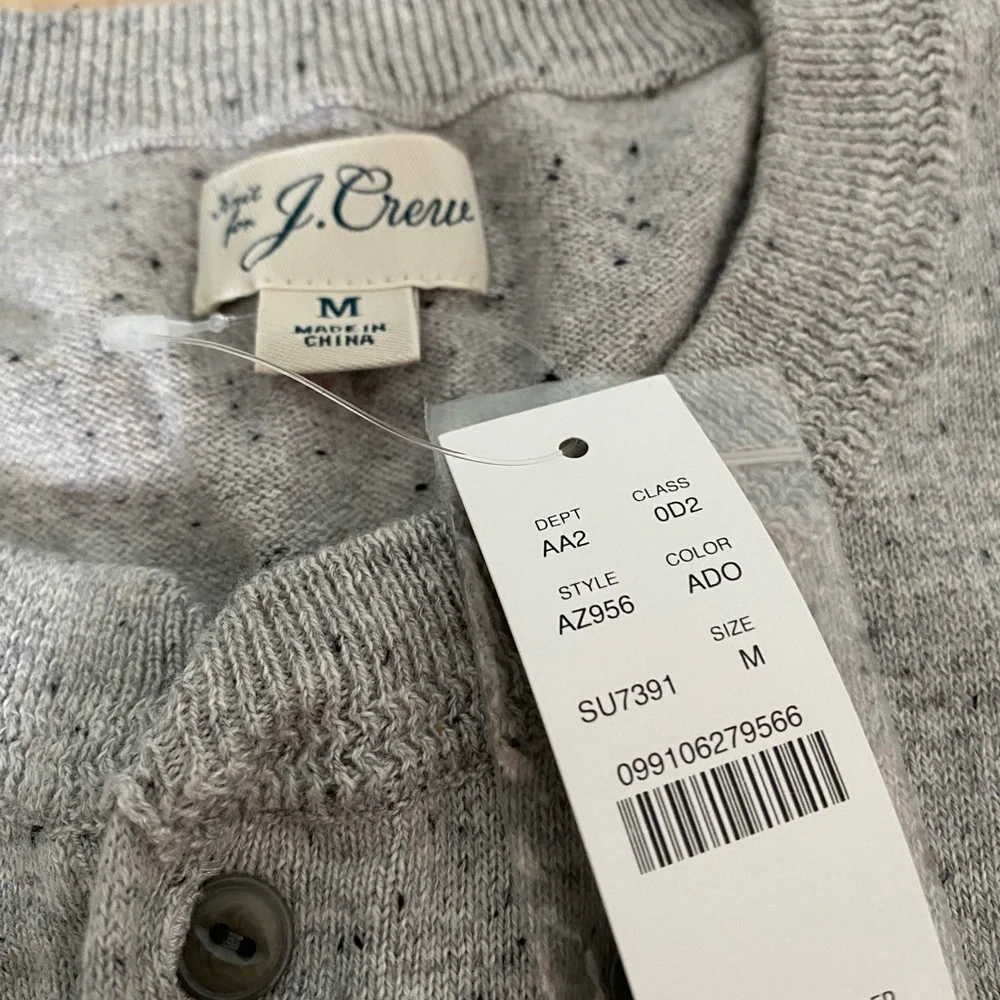 Knit for J.Crew
M
MADE IN
CHINA
DEPT CLASS
AA2 0D2
STYLE COLOR
AZ956 ADO
SIZE
M
SU7391
099106279566